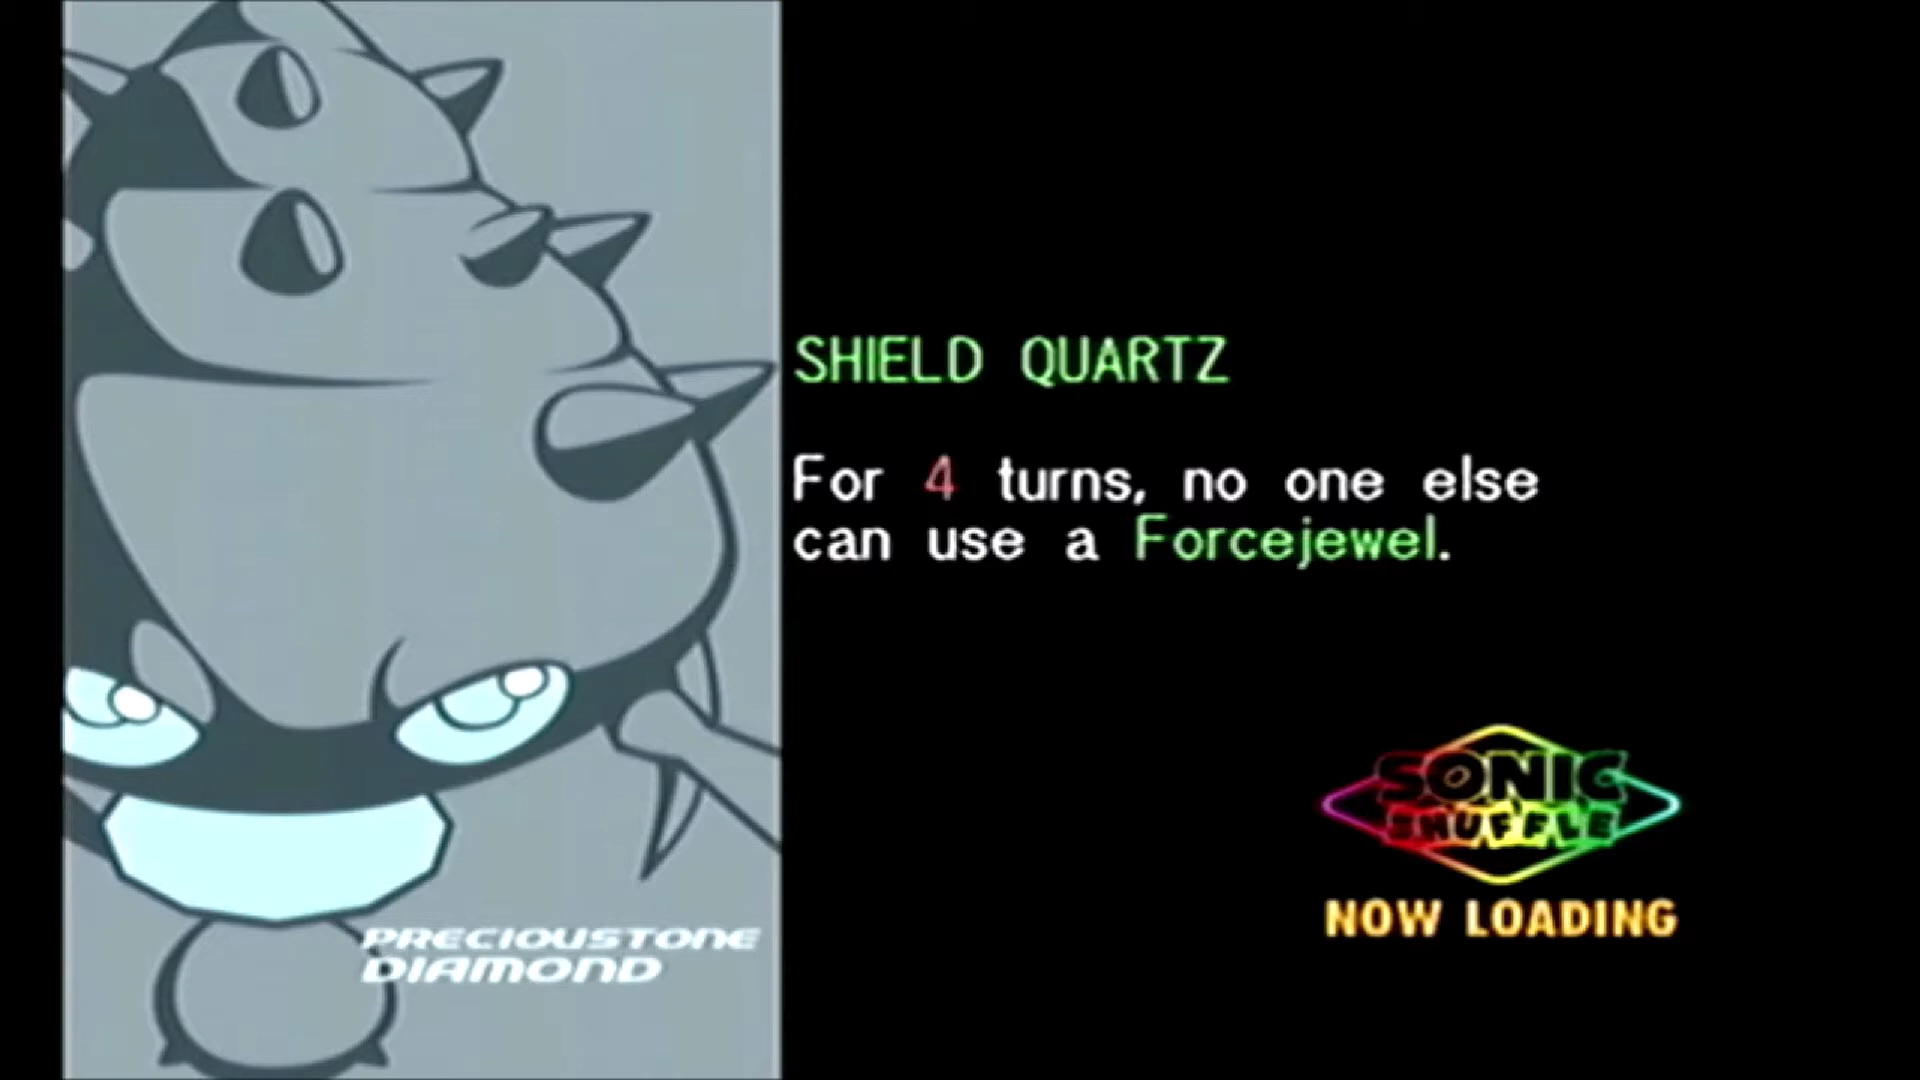 SHIELD QUARTZ
For 4 turns, no one else
can use a Forcejewel.
PRECIOUSTONE
DIAMOND
SONIC
SHUFFLE
NOW LOADING